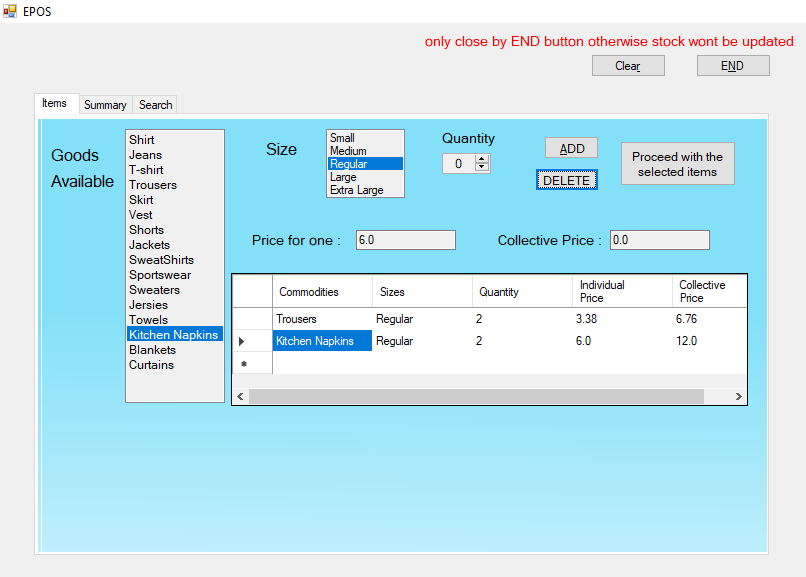 EPOS
only close by END button otherwise stock wont be updated
Clear
END
Items
Summary
Search
Goods
Available
Shirt
Jeans
T-shirt
Trousers
Skirt
Vest
Shorts
Jackets
SweatShirts
Sportswear
Sweaters
Jersies
Towels
Kitchen Napkins
Blankets
Curtains
Size
Small
Medium
Regular
Large
Extra Large
Quantity
0
ADD
DELETE
Proceed with the
selected items
Price for one :
6.0
Collective Price :
0.0
Commodities
Sizes
Quantity
Individual
Price
Collective
Price
Trousers
Regular
2
3.38
6.76
Kitchen Napkins
Regular
2
6.0
12.0